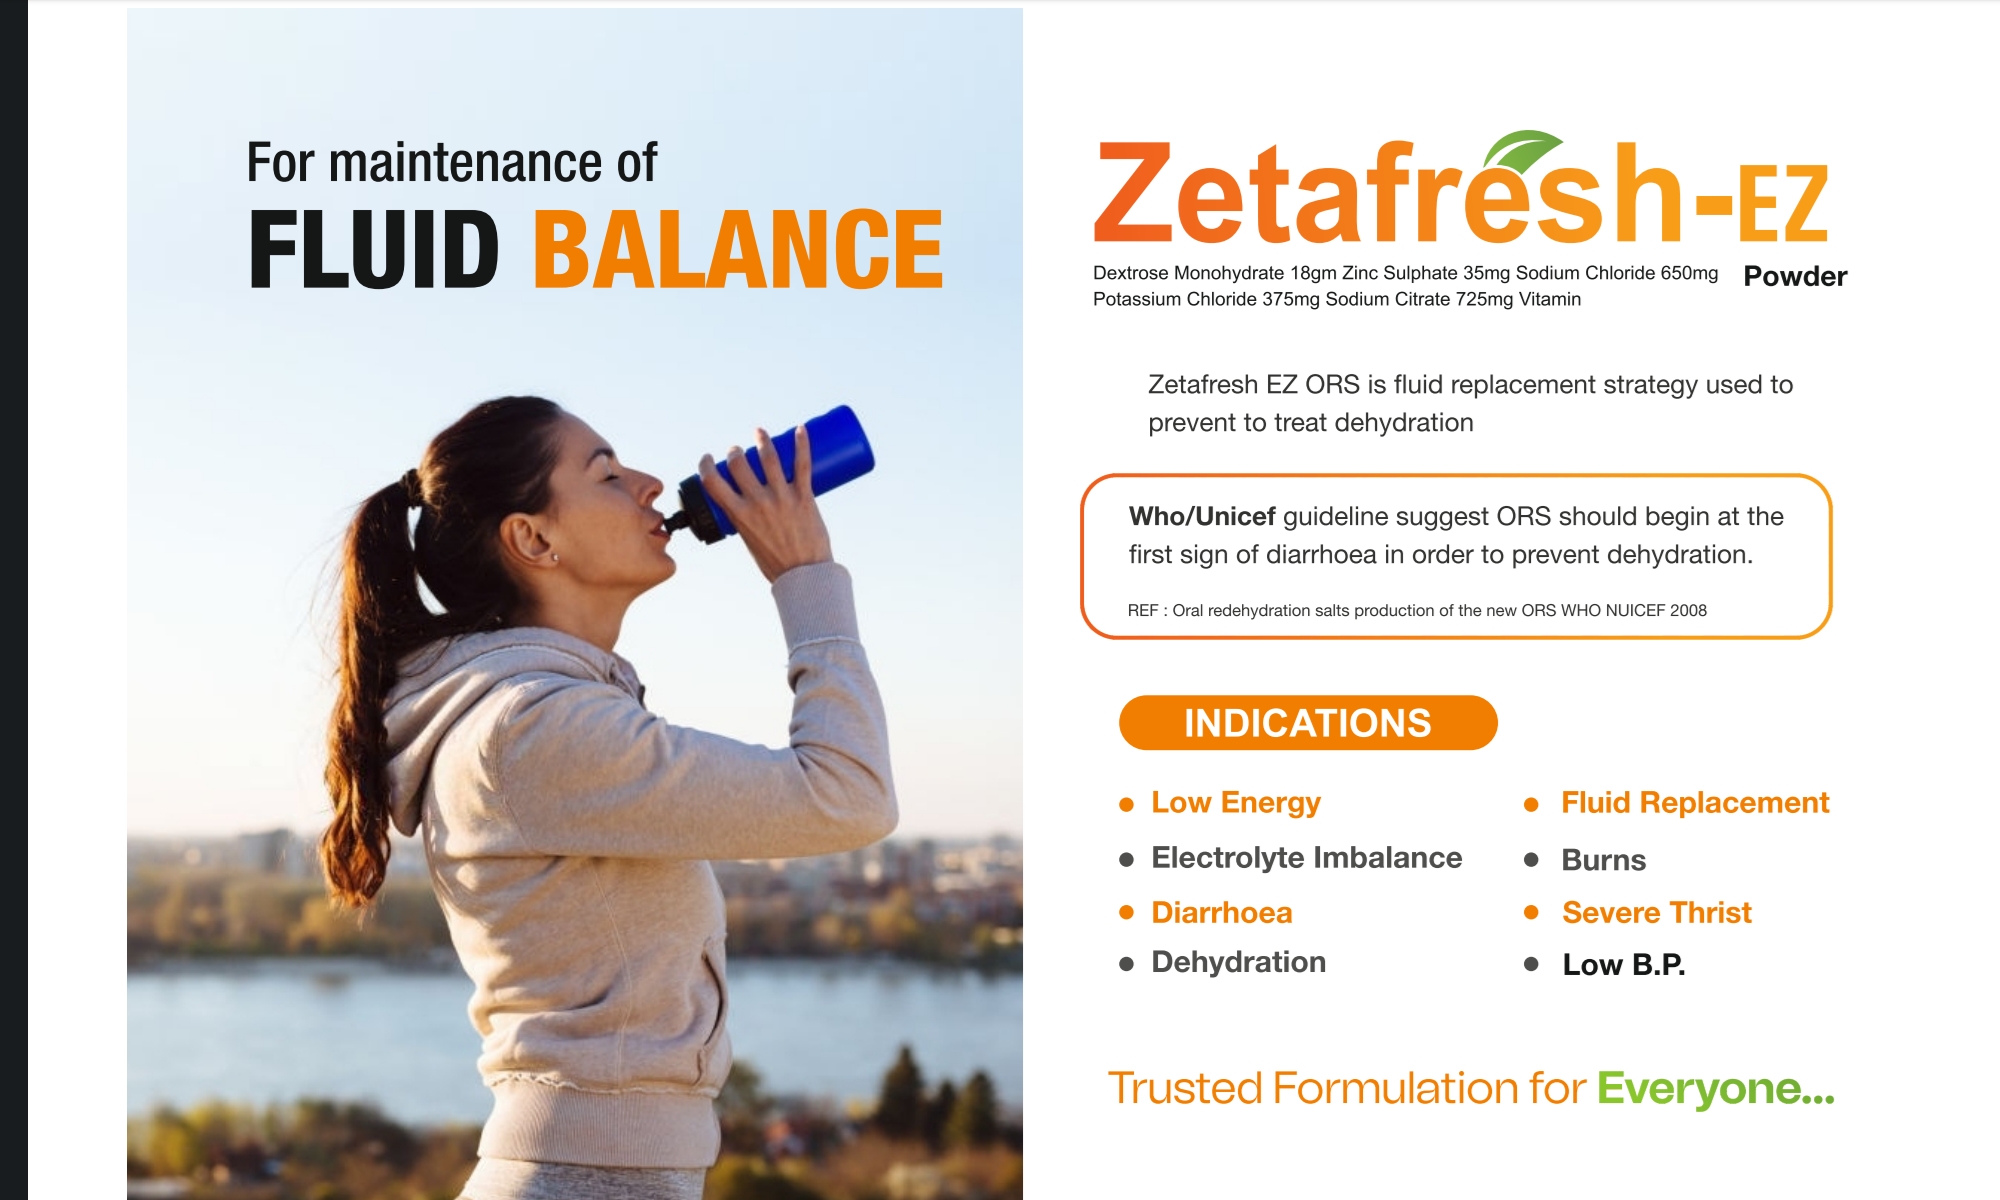 For maintenance of
FLUID BALANCE
Zetafresh-EZ
Dextrose Monohydrate 18gm Zinc Sulphate 35mg Sodium Chloride 650mg
Potassium Chloride 375mg Sodium Citrate 725mg Vitamin
Powder
Zetafresh EZ ORS is fluid replacement strategy used to
prevent to treat dehydration
Who/Unicef guideline suggest ORS should begin at the
first sign of diarrhoea in order to prevent dehydration.
REF : Oral redehydration salts production of the new ORS WHO NUICEF 2008
INDICATIONS
Low Energy
Electrolyte Imbalance
Diarrhoea
Dehydration
Fluid Replacement
Burns
Severe Thrist
Low B.P.
Trusted Formulation for Everyone...